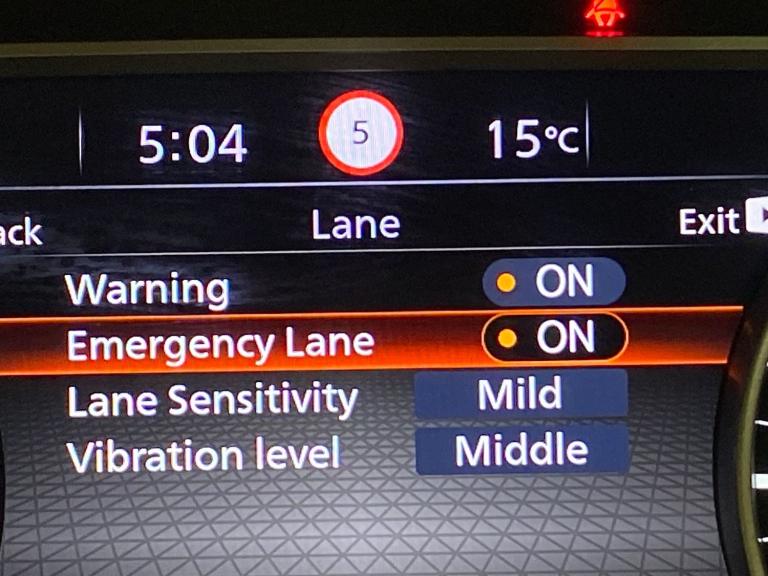 5:04 5 15°C
ack Lane Exit
Warning ON
Emergency Lane ON
Lane Sensitivity Mild
Vibration level Middle